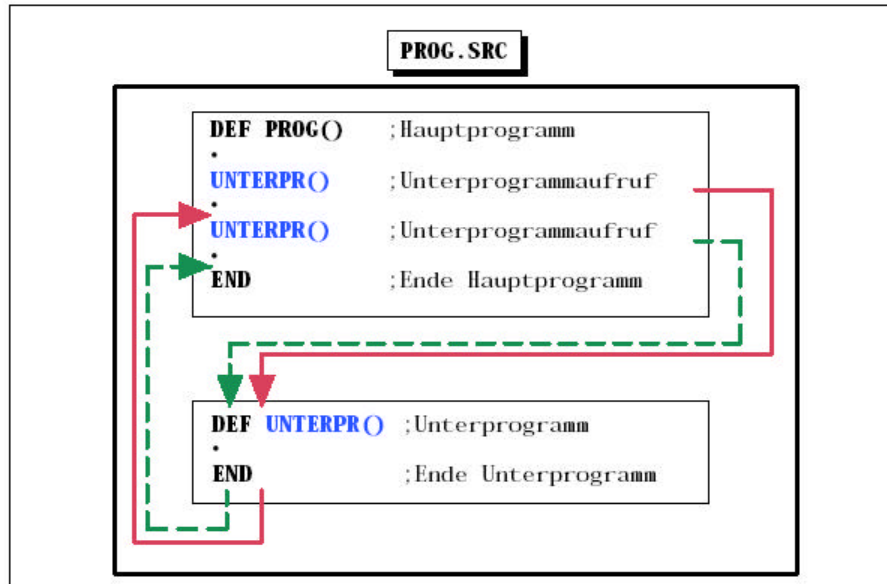 PROG.SRC
DEF PROG() ;Hauptprogramm
.
UNTERPR() ;Unterprogrammaufruf
.
UNTERPR() ;Unterprogrammaufruf
.
END ;Ende Hauptprogramm
DEF UNTERPR() ;Unterprogramm
.
END ;Ende Unterprogramm